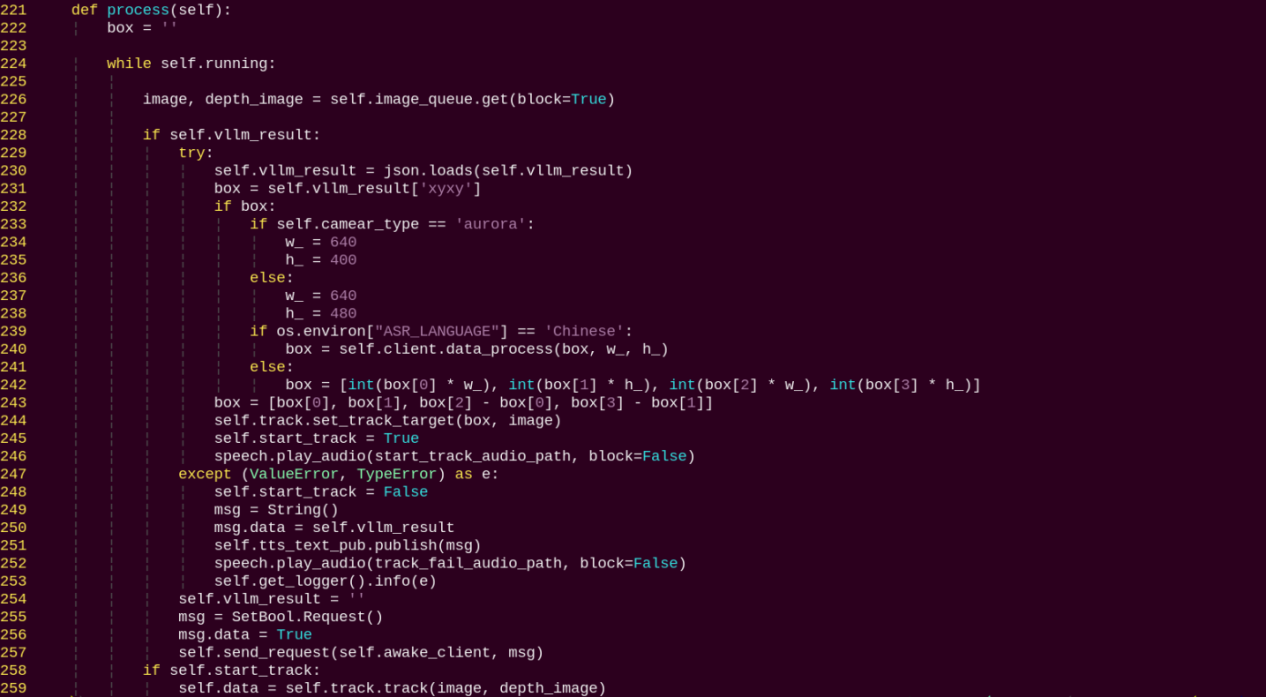 221     def process(self):
222         box = ''
223
224         while self.running:
225
226             image, depth_image = self.image_queue.get(block=True)
227
228             if self.vllm_result:
229                 try:
230                     self.vllm_result = json.loads(self.vllm_result)
231                     box = self.vllm_result['xyxy']
232                     if box:
233                         if self.camear_type == 'aurora':
234                             w_ = 640
235                             h_ = 400
236                         else:
237                             w_ = 640
238                             h_ = 480
239                         if os.environ["ASR_LANGUAGE"] == 'Chinese':
240                             box = self.client.data_process(box, w_, h_)
241                         else:
242                             box = [int(box[0] * w_), int(box[1] * h_), int(box[2] * w_), int(box[3] * h_)]
243                     box = [box[0], box[1], box[2] - box[0], box[3] - box[1]]
244                     self.track.set_track_target(box, image)
245                     self.start_track = True
246                     speech.play_audio(start_track_audio_path, block=False)
247                 except (ValueError, TypeError) as e:
248                     self.start_track = False
249                     msg = String()
250                     msg.data = self.vllm_result
251                     self.tts_text_pub.publish(msg)
252                     speech.play_audio(track_fail_audio_path, block=False)
253                     self.get_logger().info(e)
254                 self.vllm_result = ''
255                 msg = SetBool.Request()
256                 msg.data = True
257                 self.send_request(self.awake_client, msg)
258             if self.start_track:
259                 self.data = self.track.track(image, depth_image)